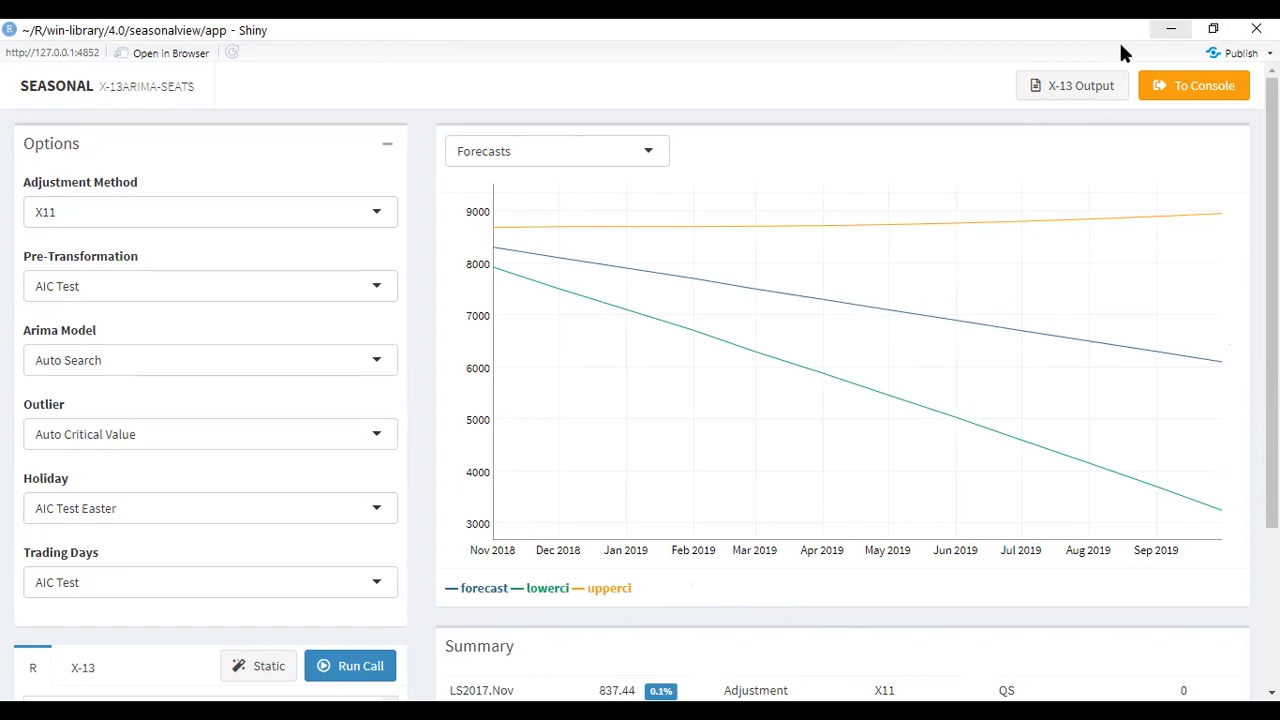 ~/R/win-library/4.0/seasonalview/app - Shiny
http://127.0.0.1:4852 Open in Browser Publish
SEASONAL X-13ARIMA-SEATS X-13 Output To Console
Options
Adjustment Method
X11
Pre-Transformation
AIC Test
Arima Model
Auto Search
Outlier
Auto Critical Value
Holiday
AIC Test Easter
Trading Days
AIC Test
R X-13 Static Run Call
Forecasts
9000
8000
7000
6000
5000
4000
3000
Nov 2018 Dec 2018 Jan 2019 Feb 2019 Mar 2019 Apr 2019 May 2019 Jun 2019 Jul 2019 Aug 2019 Sep 2019
forecast lowerci upperci
Summary
LS2017.Nov 837.44 0.1% Adjustment X11 QS 0